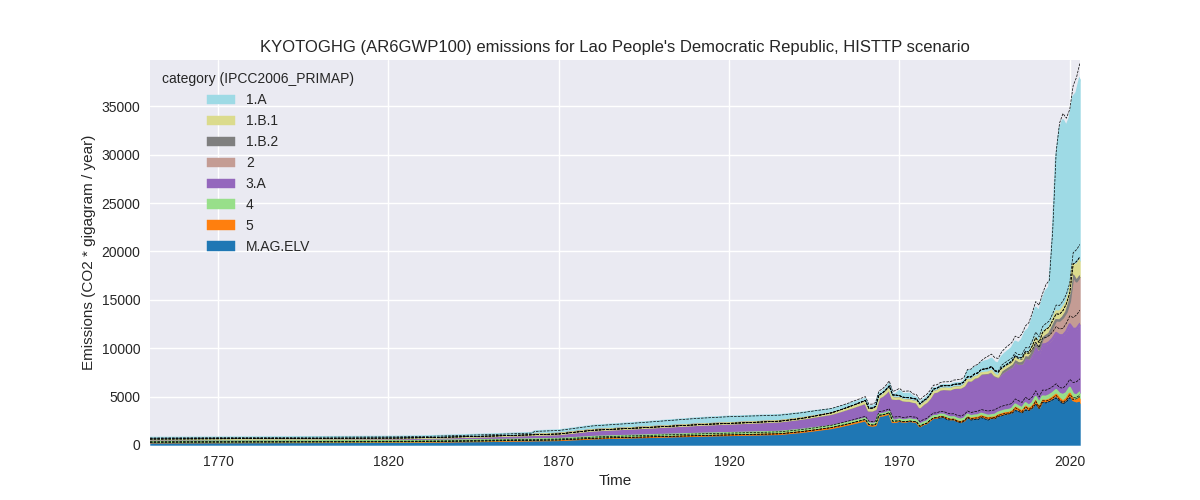 KYOTOGHG (AR6GWP100) emissions for Lao People's Democratic Republic, HISTTP scenario
category (IPCC2006_PRIMAP)
1.A
1.B.1
1.B.2
2
3.A
4
5
M.AG.ELV
Emissions (CO2 * gigagram / year)
35000
30000
25000
20000
15000
10000
5000
0
1770 1820 1870 1920 1970 2020
Time